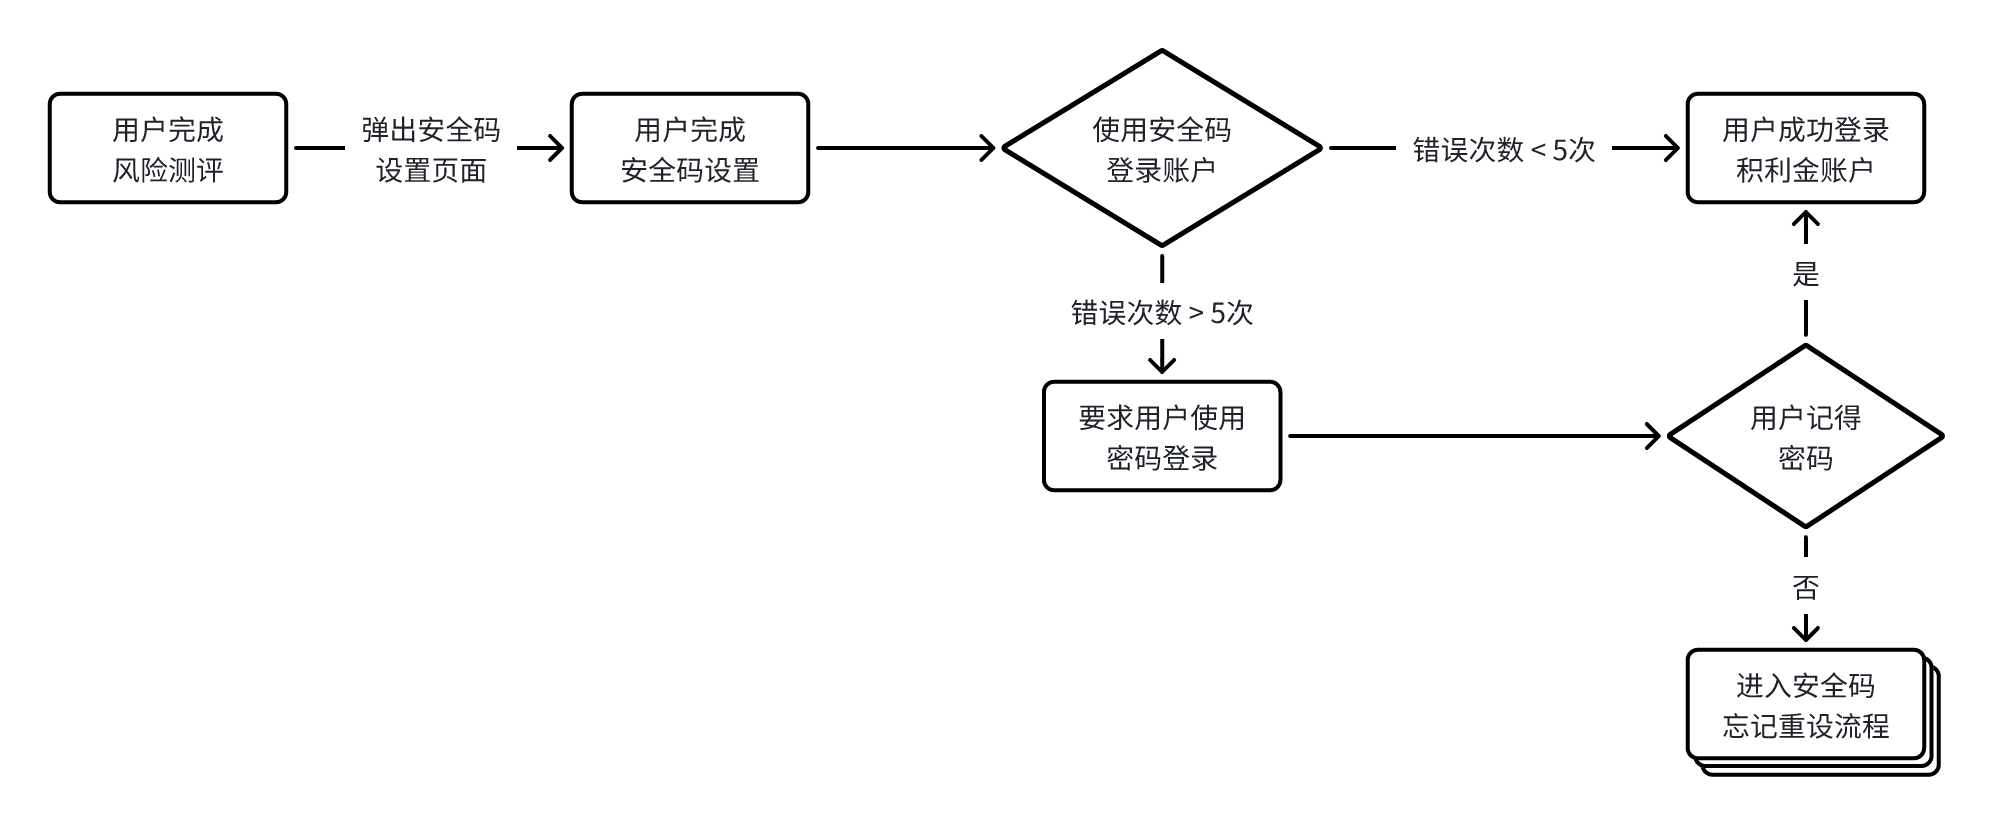 用户完成
风险测评
弹出安全码
设置页面
用户完成
安全码设置
使用安全码
登录账户
错误次数 < 5次
用户成功登录
积利金账户
错误次数 > 5次
是
要求用户使用
密码登录
用户记得
密码
否
进入安全码
忘记重设流程